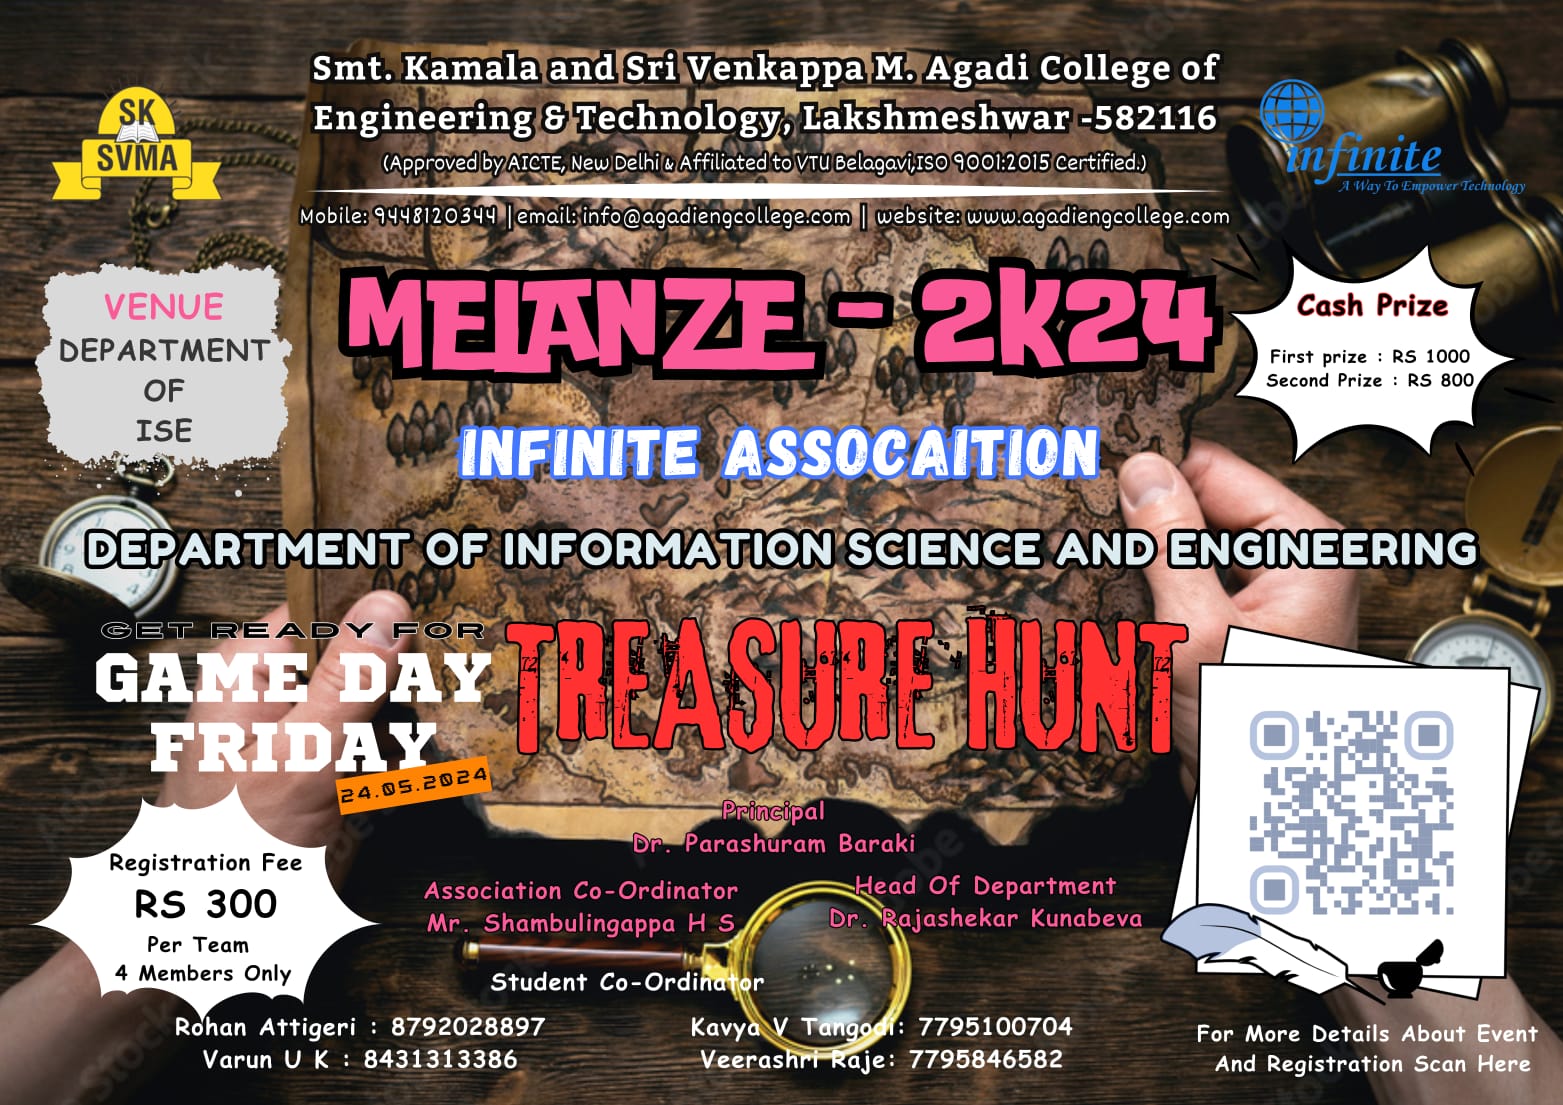 Smt. Kamala and Sri Venkappa M. Agadi College of
Engineering & Technology, Lakshmeshwar -582116
(Approved by AICTE, New Delhi & Affiliated to VTU Belagavi,ISO 9001:2015 Certified.)
Mobile: 9448120344 |email: info@agadiengcollege.com | website: www.agadiengcollege.com
SK
SVMA
infinite
A Way To Empower Technology
VENUE
DEPARTMENT
OF
ISE
MELANZE - 2K24
Cash Prize
First prize : RS 1000
Second Prize : RS 800
INFINITE ASSOCAITION
DEPARTMENT OF INFORMATION SCIENCE AND ENGINEERING
GET READY FOR
GAME DAY
FRIDAY
24.05.2024
TREASURE HUNT
Principal
Dr. Parashuram Baraki
Association Co-Ordinator
Mr. Shambulingappa H S
Head Of Department
Dr. Rajashekar Kunabeva
Registration Fee
RS 300
Per Team
4 Members Only
Student Co-Ordinator
Rohan Attigeri : 8792028897
Varun U K : 8431313386
Kavya V Tangodi: 7795100704
Veerashri Raje: 7795846582
For More Details About Event
And Registration Scan Here